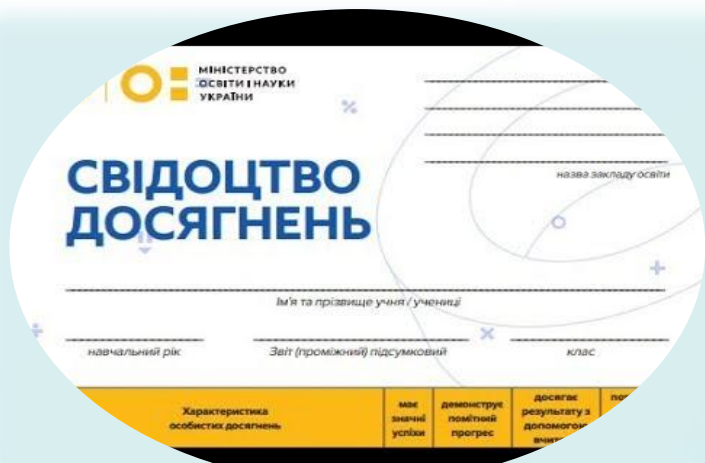 МІНІСТЕРСТВО
ОСВІТИ І НАУКИ
УКРАЇНИ
СВІДОЦТВО
ДОСЯГНЕНЬ
назва закладу освіти
Ім'я та прізвище учня / учениці
навчальний рік Звіт (проміжний) підсумковий клас
Характеристика
особистих досягнень
має
значні
успіхи
демонструє
помітний
прогрес
досягає
результату з
допомогою